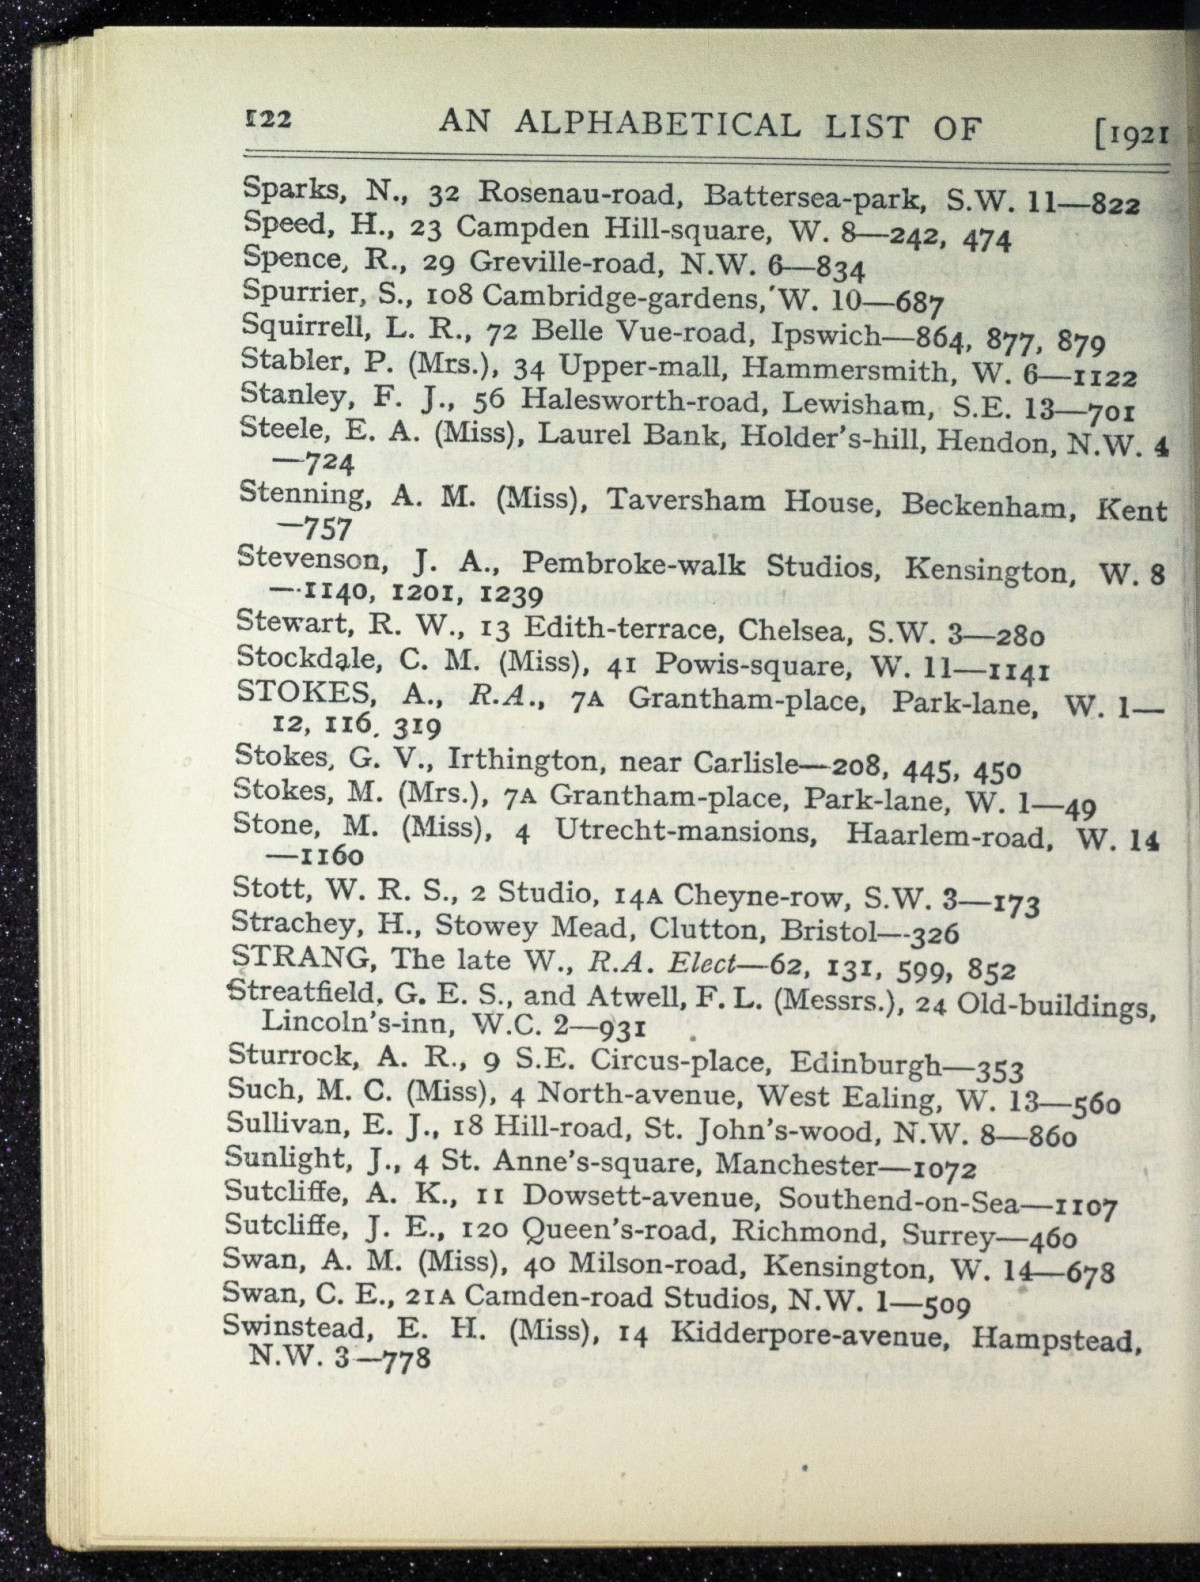 122 AN ALPHABETICAL LIST OF [1921
Sparks, N., 32 Rosenau-road, Battersea-park, S.W. 11—822
Speed, H., 23 Campden Hill-square, W. 8—242, 474
Spence, R., 29 Greville-road, N.W. 6—834
Spurrier, S., 108 Cambridge-gardens, W. 10—687
Squirrell, L. R., 72 Belle Vue-road, Ipswich—864, 877, 879
Stabler, P. (Mrs.), 34 Upper-mall, Hammersmith, W. 6—1122
Stanley, F. J., 56 Halesworth-road, Lewisham, S.E. 13—701
Steele, E. A. (Miss), Laurel Bank, Holder's-hill, Hendon, N.W. 4
—724
Stenning, A. M. (Miss), Taversham House, Beckenham, Kent
—757
Stevenson, J. A., Pembroke-walk Studios, Kensington, W. 8
—1140, 1201, 1239
Stewart, R. W., 13 Edith-terrace, Chelsea, S.W. 3—280
Stockdale, C. M. (Miss), 41 Powis-square, W. 11—1141
STOKES, A., R.A., 7A Grantham-place, Park-lane, W. 1—
12, 116, 319
Stokes, G. V., Irthington, near Carlisle—208, 445, 450
Stokes, M. (Mrs.), 7A Grantham-place, Park-lane, W. 1—49
Stone, M. (Miss), 4 Utrecht-mansions, Haarlem-road, W. 14
—1160
Stott, W. R. S., 2 Studio, 14A Cheyne-row, S.W. 3—173
Strachey, H., Stowey Mead, Clutton, Bristol—326
STRANG, The late W., R.A. Elect—62, 131, 599, 852
Streatfield, G. E. S., and Atwell, F. L. (Messrs.), 24 Old-buildings,
Lincoln's-inn, W.C. 2—931
Sturrock, A. R., 9 S.E. Circus-place, Edinburgh—353
Such, M. C. (Miss), 4 North-avenue, West Ealing, W. 13—560
Sullivan, E. J., 18 Hill-road, St. John's-wood, N.W. 8—860
Sunlight, J., 4 St. Anne's-square, Manchester—1072
Sutcliffe, A. K., 11 Dowsett-avenue, Southend-on-Sea—1107
Sutcliffe, J. E., 120 Queen's-road, Richmond, Surrey—460
Swan, A. M. (Miss), 40 Milson-road, Kensington, W. 14—678
Swan, C. E., 21A Camden-road Studios, N.W. 1—509
Swinstead, E. H. (Miss), 14 Kidderpore-avenue, Hampstead,
N.W. 3—778